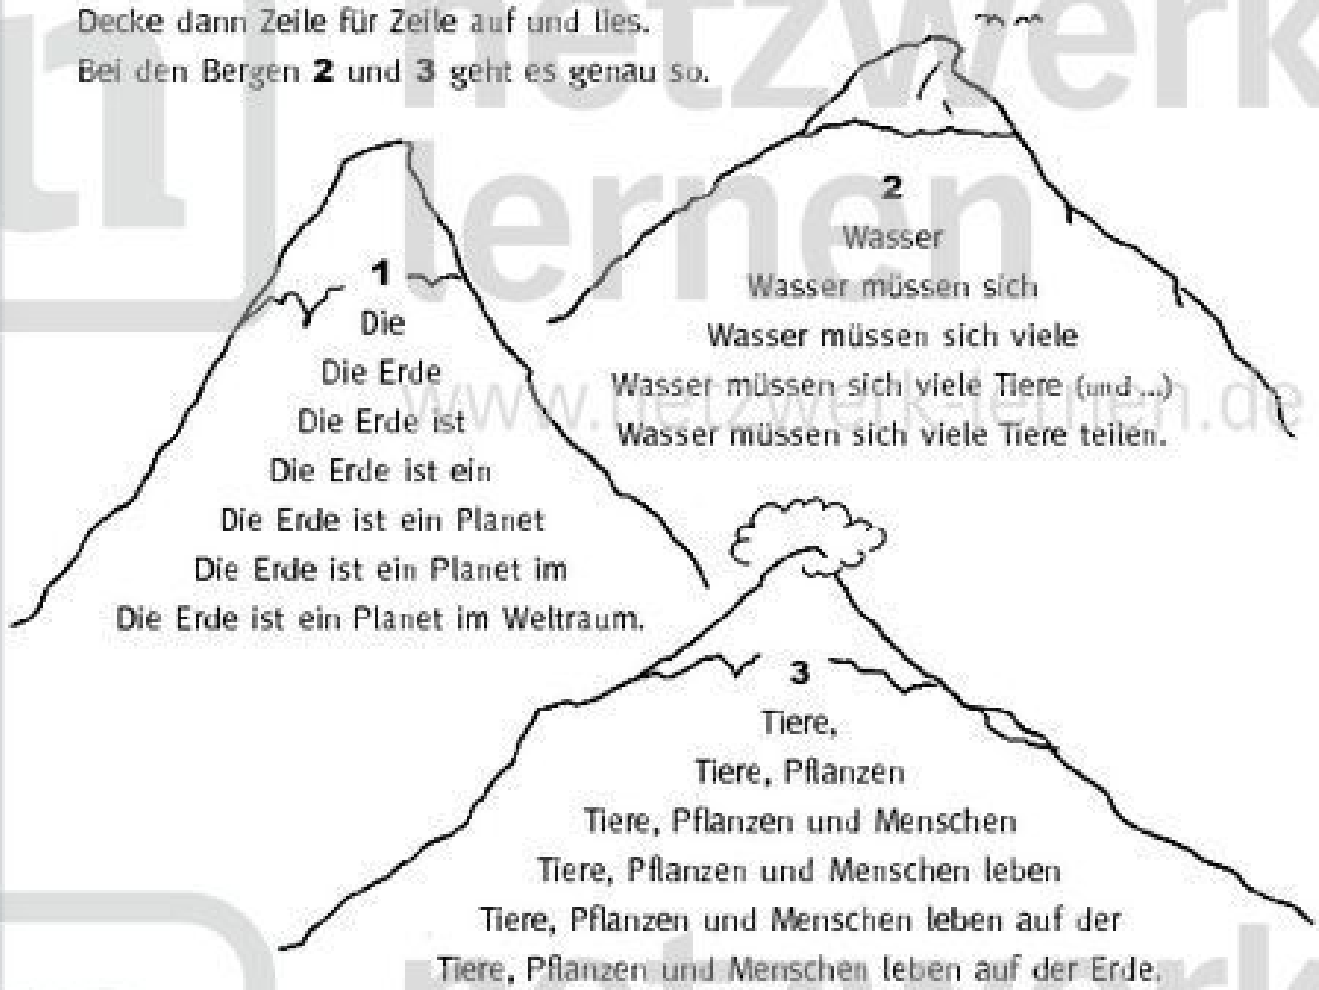 Decke dann Zeile für Zeile auf und lies.
Bei den Bergen 2 und 3 geht es genau so.
netzwerk
lernen
www.netzwerk-lernen.de
1
Die
Die Erde
Die Erde ist
Die Erde ist ein
Die Erde ist ein Planet
Die Erde ist ein Planet im
Die Erde ist ein Planet im Weltraum.
2
Wasser
Wasser müssen sich
Wasser müssen sich viele
Wasser müssen sich viele Tiere (und ...)
Wasser müssen sich viele Tiere teilen.
3
Tiere,
Tiere, Pflanzen
Tiere, Pflanzen und Menschen
Tiere, Pflanzen und Menschen leben
Tiere, Pflanzen und Menschen leben auf der
Tiere, Pflanzen und Menschen leben auf der Erde.
netzwerk